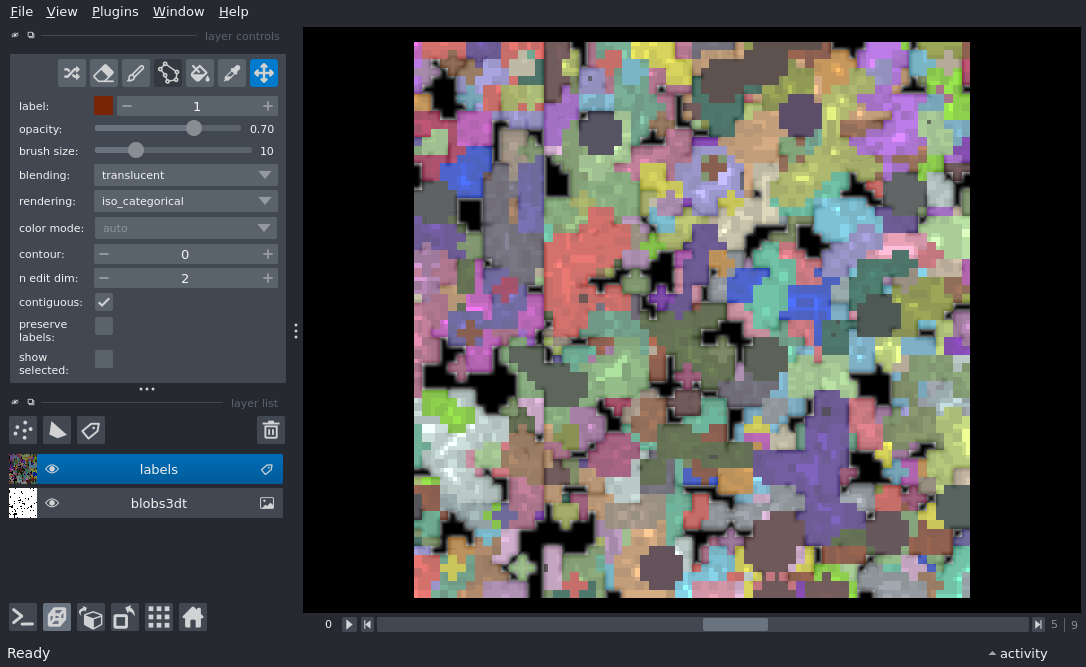 File View Plugins Window Help
layer controls
label: 1
opacity: 0.70
brush size: 10
blending: translucent
rendering: iso_categorical
color mode: auto
contour: 0
n edit dim: 2
contiguous:
preserve
labels:
show
selected:
layer list
labels
blobs3dt
0 5 | 9
Ready activity